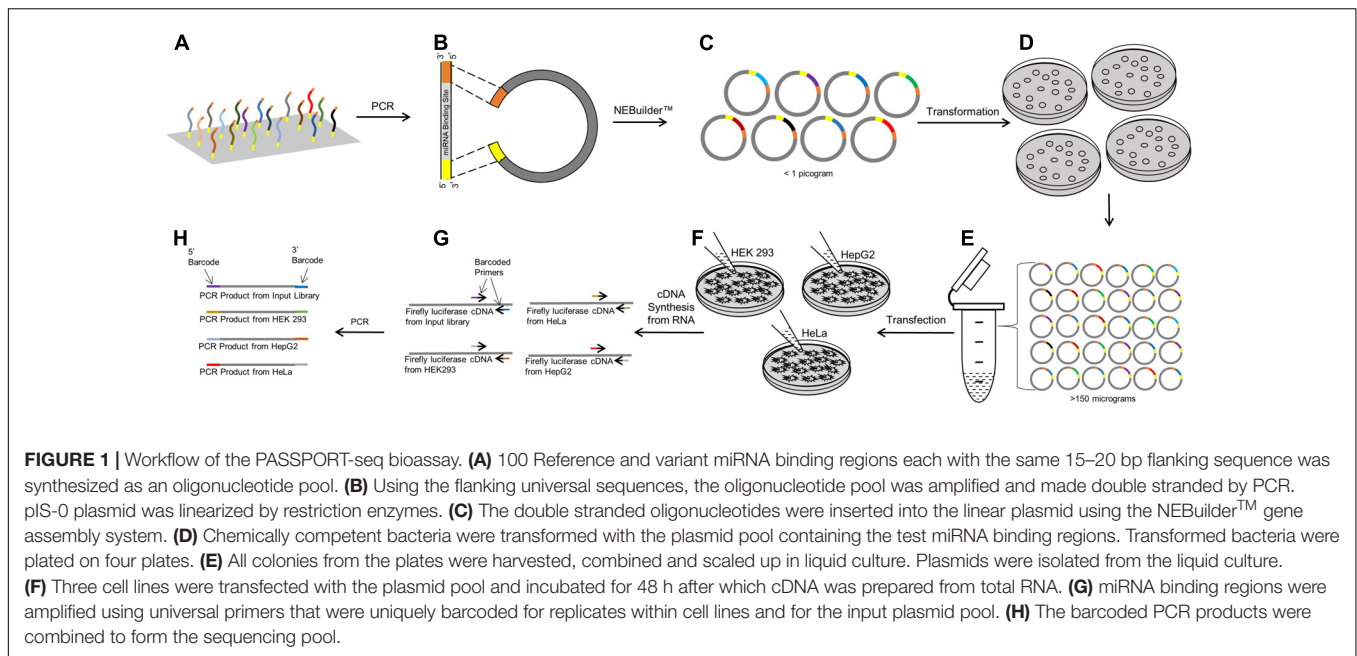 A
PCR
B
3'
5'
miRNA Binding Site
5'
3'
NEBuilder™
C
< 1 picogram
Transformation
D
H
5'
Barcode
3'
Barcode
PCR Product from Input Library
PCR Product from HEK 293
PCR Product from HepG2
PCR Product from HeLa
PCR
G
Barcoded
Primers
Firefly luciferase cDNA
from Input library
Firefly luciferase cDNA
from HeLa
Firefly luciferase cDNA
from HEK293
Firefly luciferase cDNA
from HepG2
cDNA
Synthesis
from RNA
F
HEK 293
HepG2
HeLa
Transfection
E
>150 micrograms
FIGURE 1 | Workflow of the PASSPORT-seq bioassay. (A) 100 Reference and variant miRNA binding regions each with the same 15–20 bp flanking sequence was
synthesized as an oligonucleotide pool. (B) Using the flanking universal sequences, the oligonucleotide pool was amplified and made double stranded by PCR.
pIS-0 plasmid was linearized by restriction enzymes. (C) The double stranded oligonucleotides were inserted into the linear plasmid using the NEBuilder™ gene
assembly system. (D) Chemically competent bacteria were transformed with the plasmid pool containing the test miRNA binding regions. Transformed bacteria were
plated on four plates. (E) All colonies from the plates were harvested, combined and scaled up in liquid culture. Plasmids were isolated from the liquid culture.
(F) Three cell lines were transfected with the plasmid pool and incubated for 48 h after which cDNA was prepared from total RNA. (G) miRNA binding regions were
amplified using universal primers that were uniquely barcoded for replicates within cell lines and for the input plasmid pool. (H) The barcoded PCR products were
combined to form the sequencing pool.